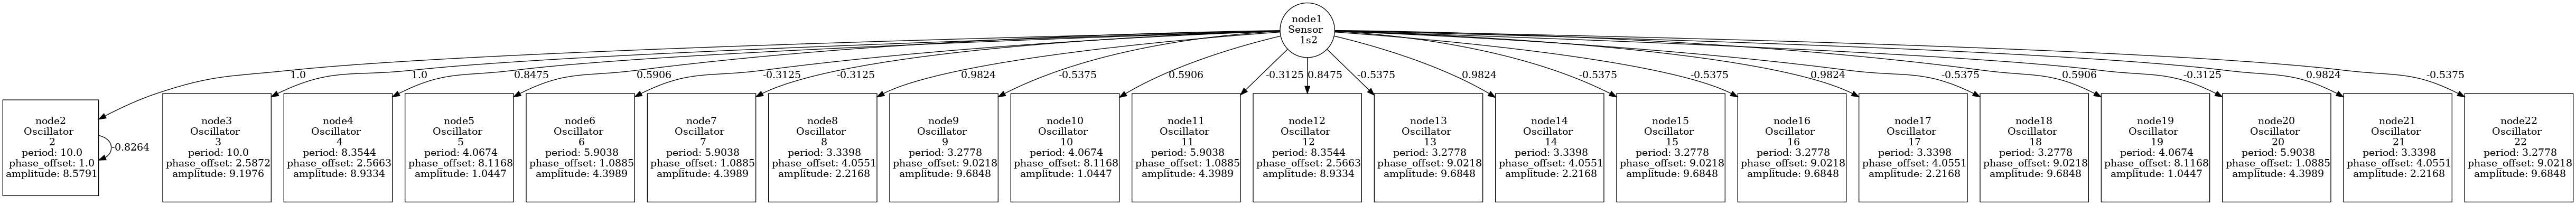 node1
Sensor
1s2
1.0
1.0
0.8475
0.5906
-0.3125
-0.3125
0.9824
-0.5375
0.5906
-0.3125
0.8475
-0.5375
0.9824
-0.5375
-0.5375
0.9824
-0.5375
0.5906
-0.3125
0.9824
-0.5375
node2
Oscillator
2
period: 10.0
phase_offset: 1.0
amplitude: 8.5791
-0.8264
node3
Oscillator
3
period: 10.0
phase_offset: 2.5872
amplitude: 9.1976
node4
Oscillator
4
period: 8.3544
phase_offset: 2.5663
amplitude: 8.9334
node5
Oscillator
5
period: 4.0674
phase_offset: 8.1168
amplitude: 1.0447
node6
Oscillator
6
period: 5.9038
phase_offset: 1.0885
amplitude: 4.3989
node7
Oscillator
7
period: 5.9038
phase_offset: 1.0885
amplitude: 4.3989
node8
Oscillator
8
period: 3.3398
phase_offset: 4.0551
amplitude: 2.2168
node9
Oscillator
9
period: 3.2778
phase_offset: 9.0218
amplitude: 9.6848
node10
Oscillator
10
period: 4.0674
phase_offset: 8.1168
amplitude: 1.0447
node11
Oscillator
11
period: 5.9038
phase_offset: 1.0885
amplitude: 4.3989
node12
Oscillator
12
period: 8.3544
phase_offset: 2.5663
amplitude: 8.9334
node13
Oscillator
13
period: 3.2778
phase_offset: 9.0218
amplitude: 9.6848
node14
Oscillator
14
period: 3.3398
phase_offset: 4.0551
amplitude: 2.2168
node15
Oscillator
15
period: 3.2778
phase_offset: 9.0218
amplitude: 9.6848
node16
Oscillator
16
period: 3.2778
phase_offset: 9.0218
amplitude: 9.6848
node17
Oscillator
17
period: 3.3398
phase_offset: 4.0551
amplitude: 2.2168
node18
Oscillator
18
period: 3.2778
phase_offset: 9.0218
amplitude: 9.6848
node19
Oscillator
19
period: 4.0674
phase_offset: 8.1168
amplitude: 1.0447
node20
Oscillator
20
period: 5.9038
phase_offset: 1.0885
amplitude: 4.3989
node21
Oscillator
21
period: 3.3398
phase_offset: 4.0551
amplitude: 2.2168
node22
Oscillator
22
period: 3.2778
phase_offset: 9.0218
amplitude: 9.6848